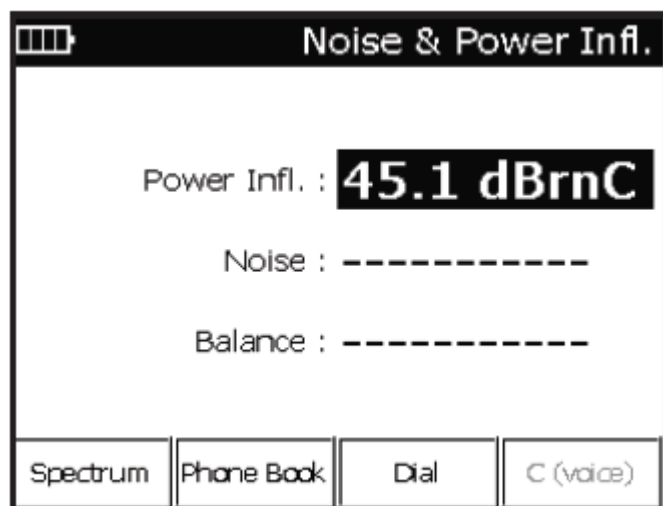 Noise & Power Infl.
Power Infl. : 45.1 dBrnC
Noise : -----------
Balance : -----------
Spectrum Phone Book Dial C (voice)